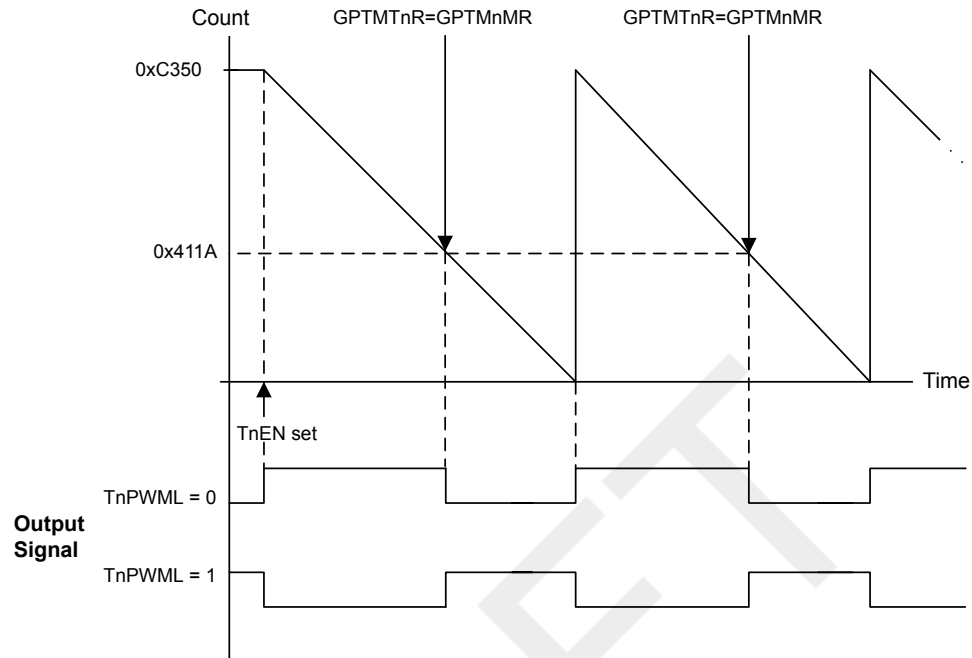 Count
GPTMTnR=GPTMnMR
GPTMTnR=GPTMnMR
0xC350
0x411A
Time
TnEN set
TnPWML = 0
Output
Signal
TnPWML = 1